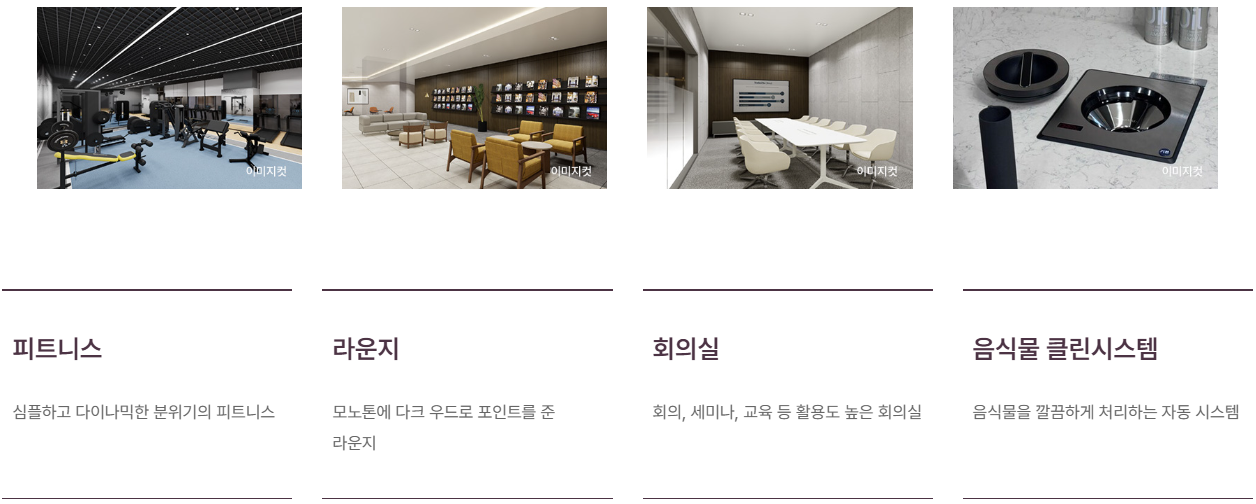 이미지컷
이미지컷
이미지컷
이미지컷
피트니스
심플하고 다이나믹한 분위기의 피트니스
라운지
모노톤에 다크 우드로 포인트를 준
라운지
회의실
회의, 세미나, 교육 등 활용도 높은 회의실
음식물 클린시스템
음식물을 깔끔하게 처리하는 자동 시스템